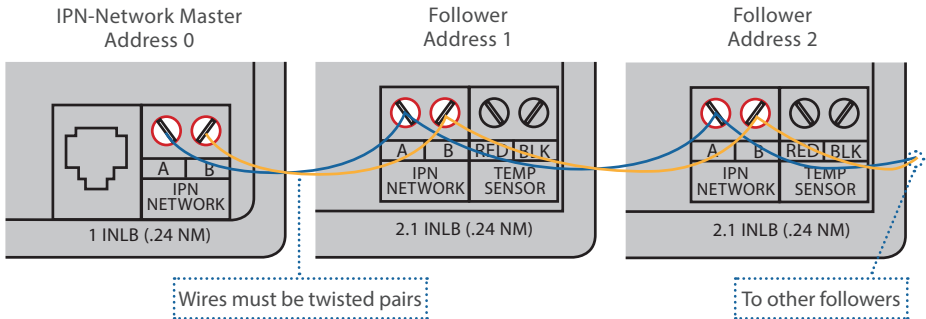 IPN-Network Master
Address 0
Follower
Address 1
Follower
Address 2
A B
IPN
NETWORK
1 INLB (.24 NM)
A B RED BLK
IPN
NETWORK
TEMP
SENSOR
2.1 INLB (.24 NM)
A B RED BLK
IPN
NETWORK
TEMP
SENSOR
2.1 INLB (.24 NM)
Wires must be twisted pairs
To other followers